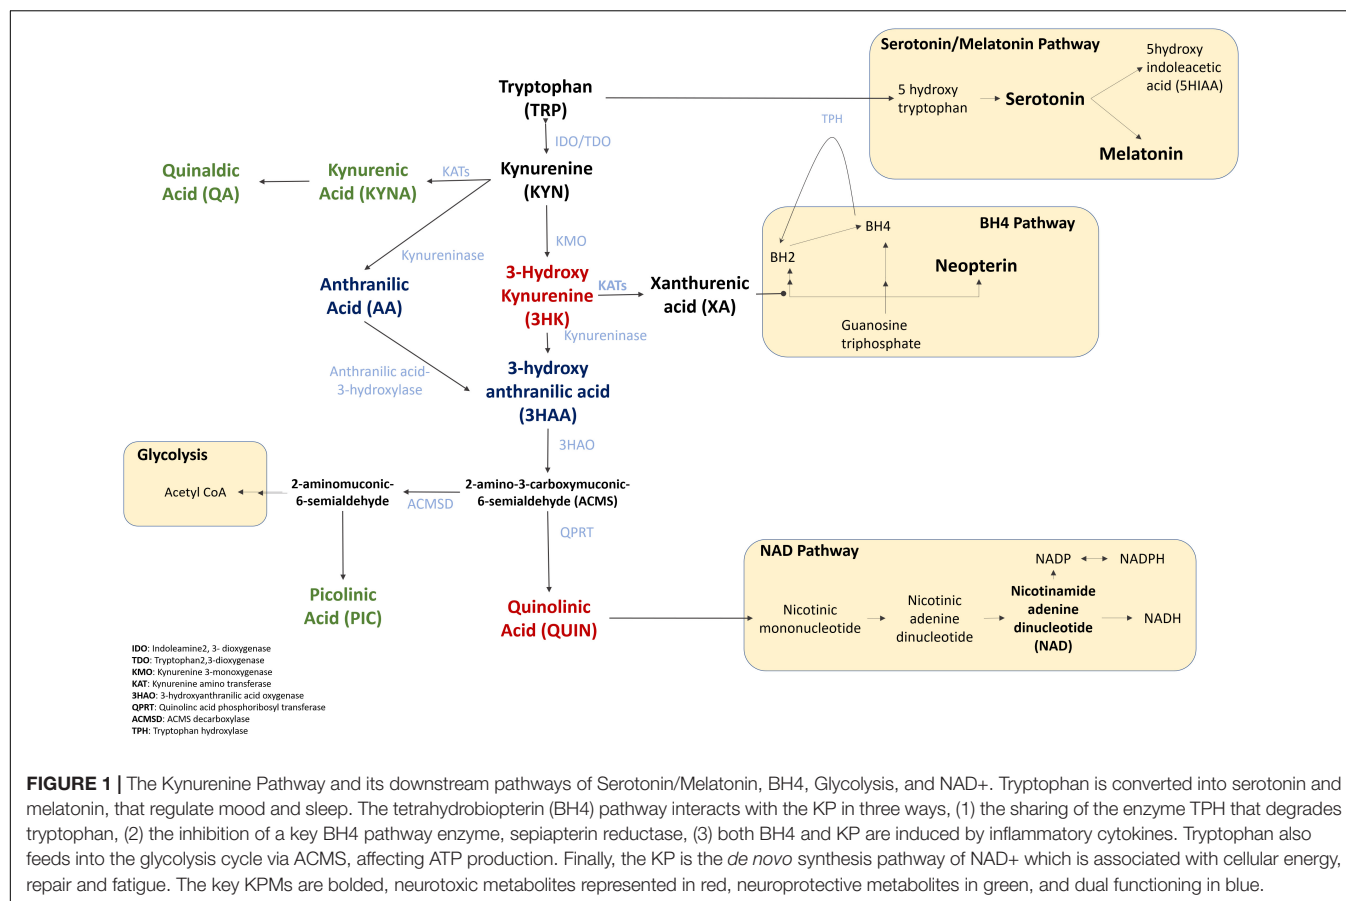 Serotonin/Melatonin Pathway
5hydroxy
indoleacetic
acid (5HIAA)
Tryptophan
(TRP)
5 hydroxy
tryptophan
Serotonin
TPH
IDO/TDO
Melatonin
Quinaldic
Acid (QA)
Kynurenic
Acid (KYNA)
KATs
Kynurenine
(KYN)
BH4 Pathway
BH4
KMO
Kynureninase
BH2
Neopterin
Anthranilic
Acid (AA)
3-Hydroxy
Kynurenine
(3HK)
KATs
Xanthurenic
acid (XA)
Guanosine
triphosphate
Kynureninase
Anthranilic acid-
3-hydroxylase
3-hydroxy
anthranilic acid
(3HAA)
3HAO
Glycolysis
Acetyl CoA
2-aminomuconic-
6-semialdehyde
ACMSD
2-amino-3-carboxymuconic-
6-semialdehyde (ACMS)
QPRT
NAD Pathway
NADP
NADPH
Picolinic
Acid (PIC)
Quinolinic
Acid (QUIN)
Nicotinic
mononucleotide
Nicotinic
adenine
dinucleotide
Nicotinamide
adenine
dinucleotide
(NAD)
NADH
IDO: Indoleamine2, 3- dioxygenase
TDO: Tryptophan2,3-dioxygenase
KMO: Kynurenine 3-monoxygenase
KAT: Kynurenine amino transferase
3HAO: 3-hydroxyanthranilic acid oxygenase
QPRT: Quinolinc acid phosphoribosyl transferase
ACMSD: ACMS decarboxylase
TPH: Tryptophan hydroxylase
FIGURE 1 | The Kynurenine Pathway and its downstream pathways of Serotonin/Melatonin, BH4, Glycolysis, and NAD+. Tryptophan is converted into serotonin and
melatonin, that regulate mood and sleep. The tetrahydrobiopterin (BH4) pathway interacts with the KP in three ways, (1) the sharing of the enzyme TPH that degrades
tryptophan, (2) the inhibition of a key BH4 pathway enzyme, sepiapterin reductase, (3) both BH4 and KP are induced by inflammatory cytokines. Tryptophan also
feeds into the glycolysis cycle via ACMS, affecting ATP production. Finally, the KP is the de novo synthesis pathway of NAD+ which is associated with cellular energy,
repair and fatigue. The key KPMs are bolded, neurotoxic metabolites represented in red, neuroprotective metabolites in green, and dual functioning in blue.